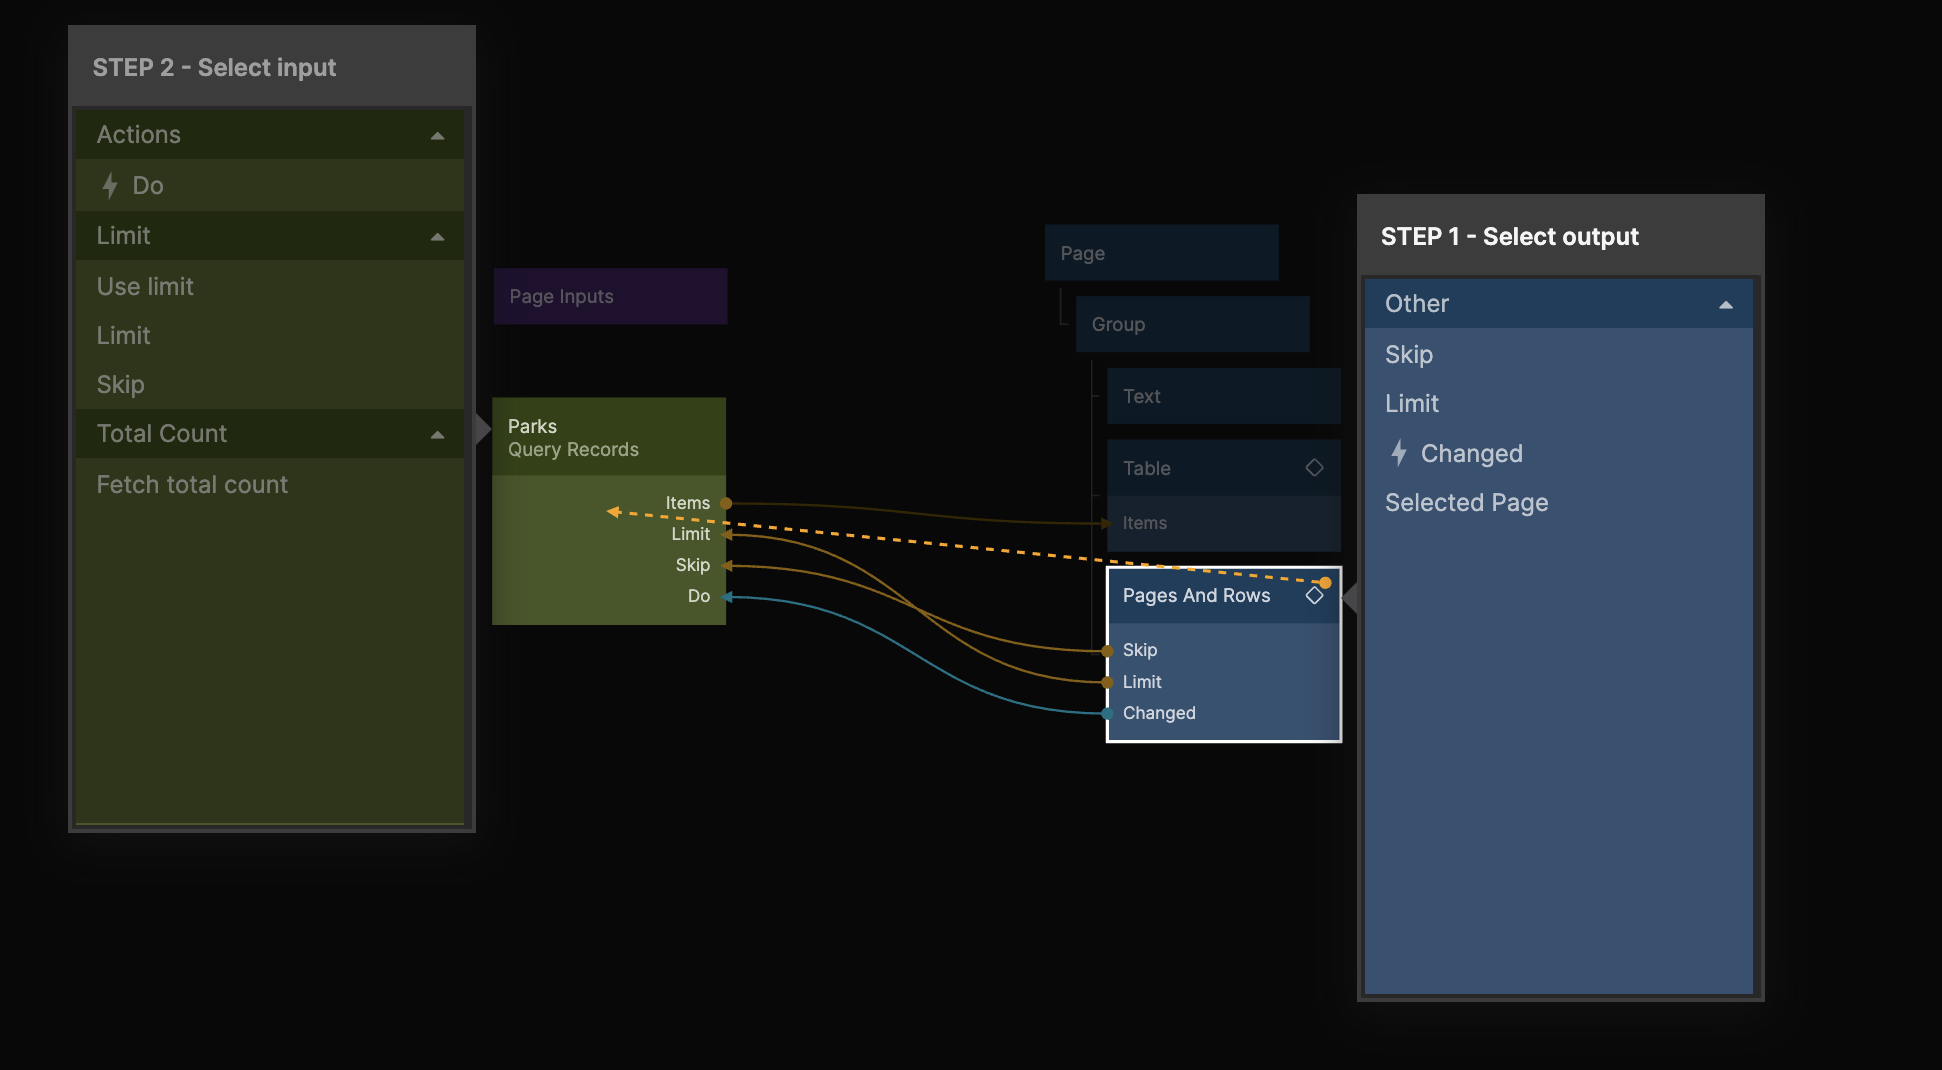 STEP 2 - Select input
Actions
Do
Limit
Use limit
Limit
Skip
Total Count
Fetch total count
Page Inputs
Parks
Query Records
Items
Limit
Skip
Do
Page
Group
Text
Table
Items
Pages And Rows
Skip
Limit
Changed
STEP 1 - Select output
Other
Skip
Limit
Changed
Selected Page